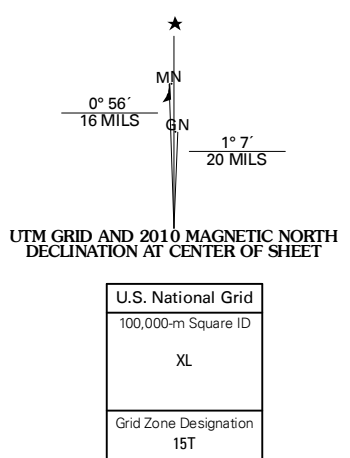 ★
MN
0° 56´
16 MILS
GN
1° 7´
20 MILS
UTM GRID AND 2010 MAGNETIC NORTH
DECLINATION AT CENTER OF SHEET
U.S. National Grid
100,000-m Square ID
XL
Grid Zone Designation
15T